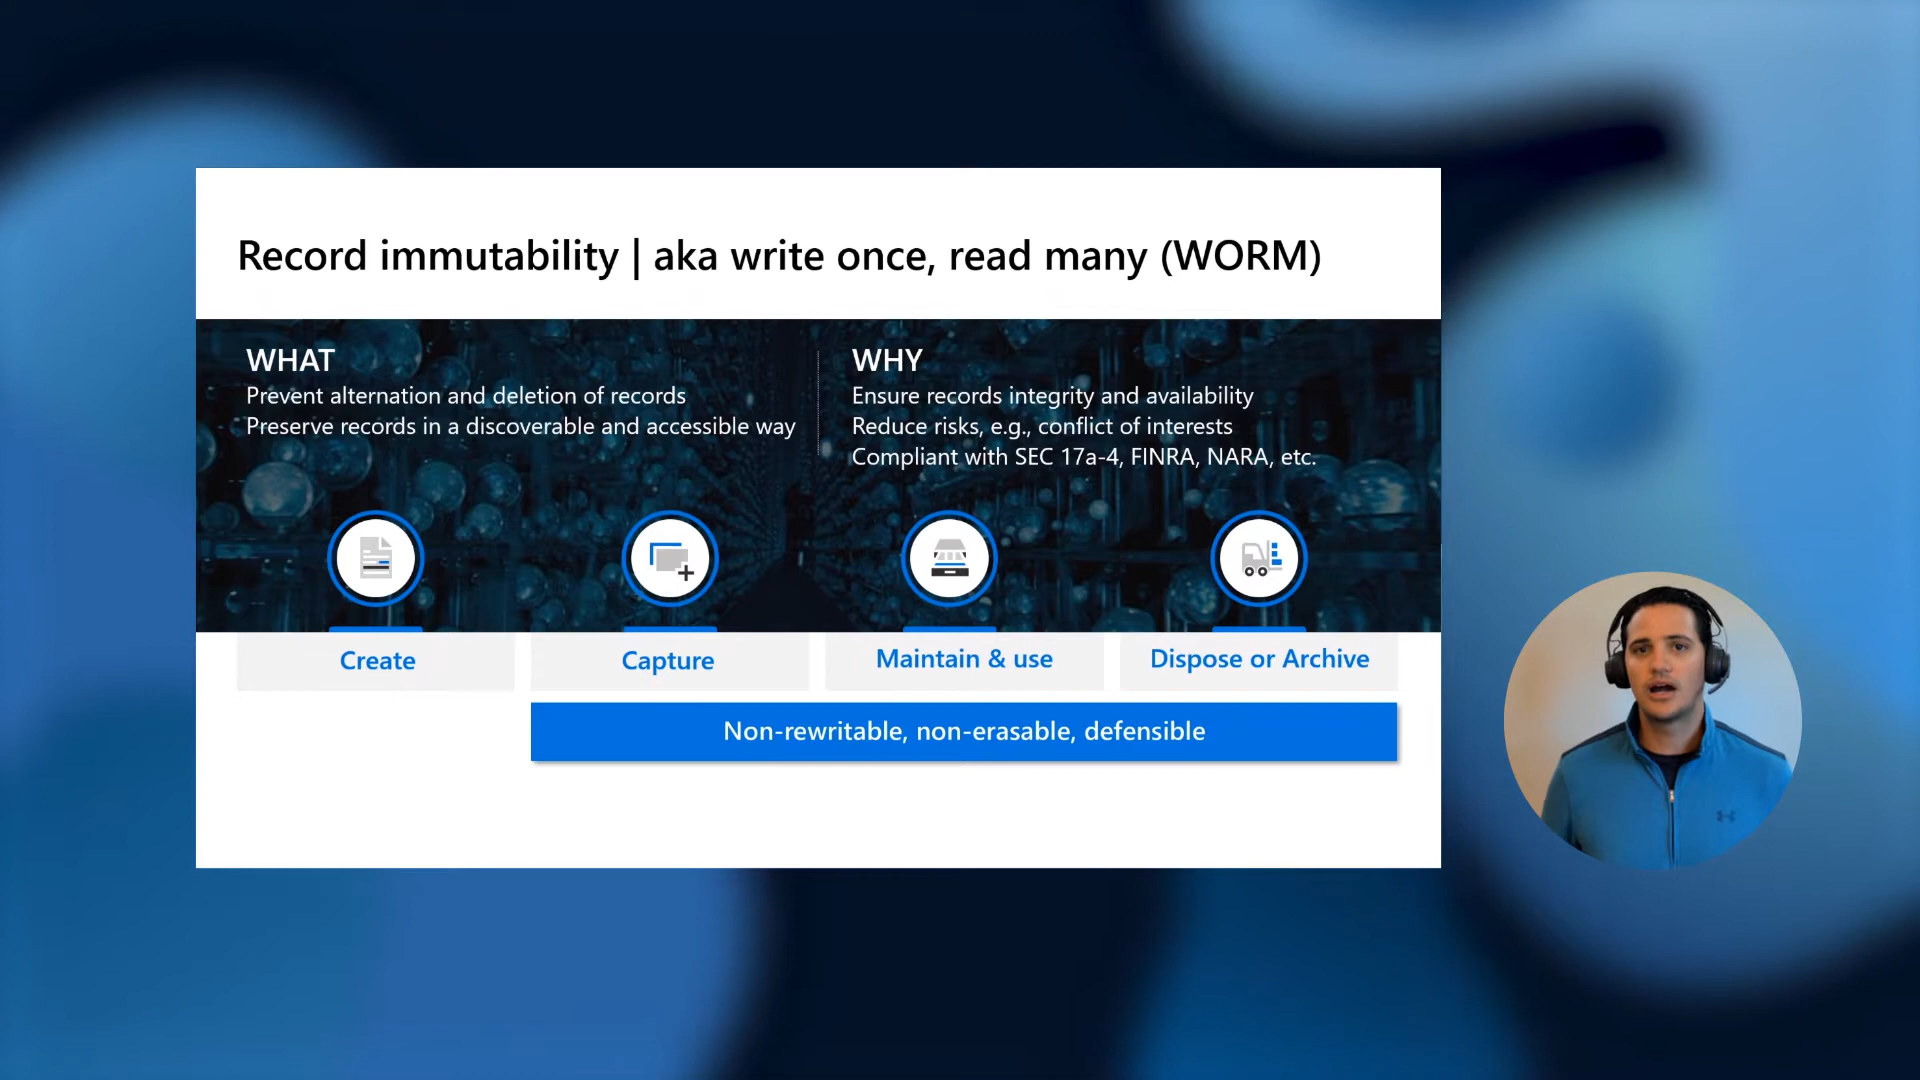 Record immutability | aka write once, read many (WORM)
WHAT
Prevent alternation and deletion of records
Preserve records in a discoverable and accessible way
WHY
Ensure records integrity and availability
Reduce risks, e.g., conflict of interests
Compliant with SEC 17a-4, FINRA, NARA, etc.
Create
Capture
Maintain & use
Dispose or Archive
Non-rewritable, non-erasable, defensible